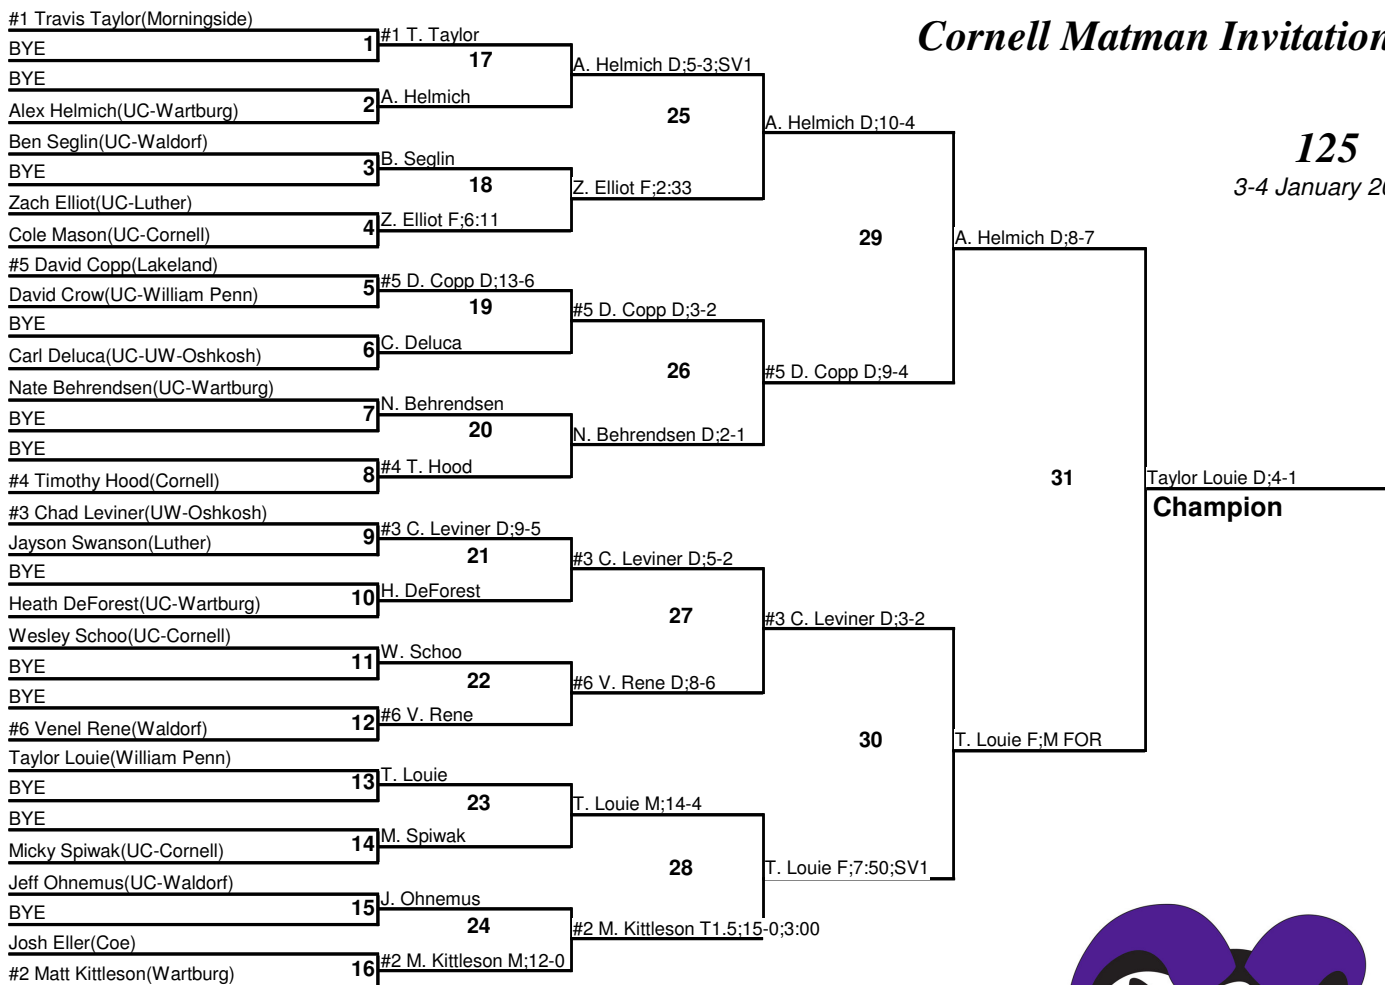 Cornell Matman Invitation
125
3-4 January 20
#1 Travis Taylor(Morningside)
BYE
1
BYE
Alex Helmich(UC-Wartburg)
2
Ben Seglin(UC-Waldorf)
BYE
3
Zach Elliot(UC-Luther)
Cole Mason(UC-Cornell)
4
#5 David Copp(Lakeland)
David Crow(UC-William Penn)
5
BYE
Carl Deluca(UC-UW-Oshkosh)
6
Nate Behrendsen(UC-Wartburg)
BYE
7
BYE
#4 Timothy Hood(Cornell)
8
#3 Chad Leviner(UW-Oshkosh)
Jayson Swanson(Luther)
9
BYE
Heath DeForest(UC-Wartburg)
10
Wesley Schoo(UC-Cornell)
BYE
11
BYE
#6 Venel Rene(Waldorf)
12
Taylor Louie(William Penn)
BYE
13
BYE
Micky Spiwak(UC-Cornell)
14
Jeff Ohnemus(UC-Waldorf)
BYE
15
Josh Eller(Coe)
#2 Matt Kittleson(Wartburg)
16
#1 T. Taylor
17
A. Helmich
B. Seglin
18
Z. Elliot F;6:11
#5 D. Copp D;13-6
19
C. Deluca
N. Behrendsen
20
#4 T. Hood
#3 C. Leviner D;9-5
21
H. DeForest
W. Schoo
22
#6 V. Rene
T. Louie
23
M. Spiwak
J. Ohnemus
24
#2 M. Kittleson M;12-0
A. Helmich D;5-3;SV1
25
Z. Elliot F;2:33
#5 D. Copp D;3-2
26
N. Behrendsen D;2-1
#3 C. Leviner D;5-2
27
#6 V. Rene D;8-6
T. Louie M;14-4
28
#2 M. Kittleson T1.5;15-0;3:00
A. Helmich D;10-4
29
#5 D. Copp D;9-4
#3 C. Leviner D;3-2
30
T. Louie F;7:50;SV1
A. Helmich D;8-7
31
T. Louie F;M FOR
Taylor Louie D;4-1
Champion